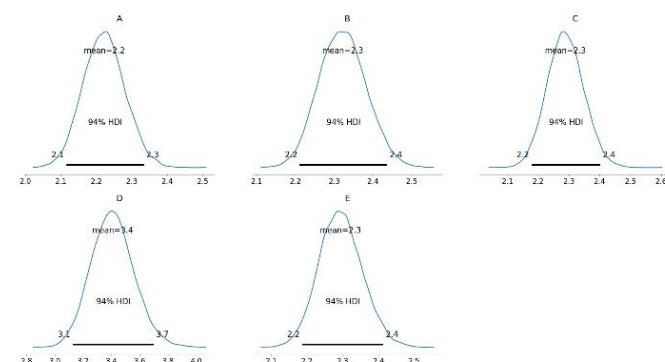 A B C
mean=2.2 mean=2.3 mean=2.3
94% HDI 94% HDI 94% HDI
2.1 2.3 2.2 2.4 2.2 2.4
2.0 2.1 2.2 2.3 2.4 2.5 2.1 2.2 2.3 2.4 2.5 2.1 2.2 2.3 2.4 2.5 2.6
D E
mean=3.4 mean=2.3
94% HDI 94% HDI
3.1 3.7 2.2 2.4
2.8 3.0 3.2 3.4 3.6 3.8 4.0 2.1 2.2 2.3 2.4 2.5